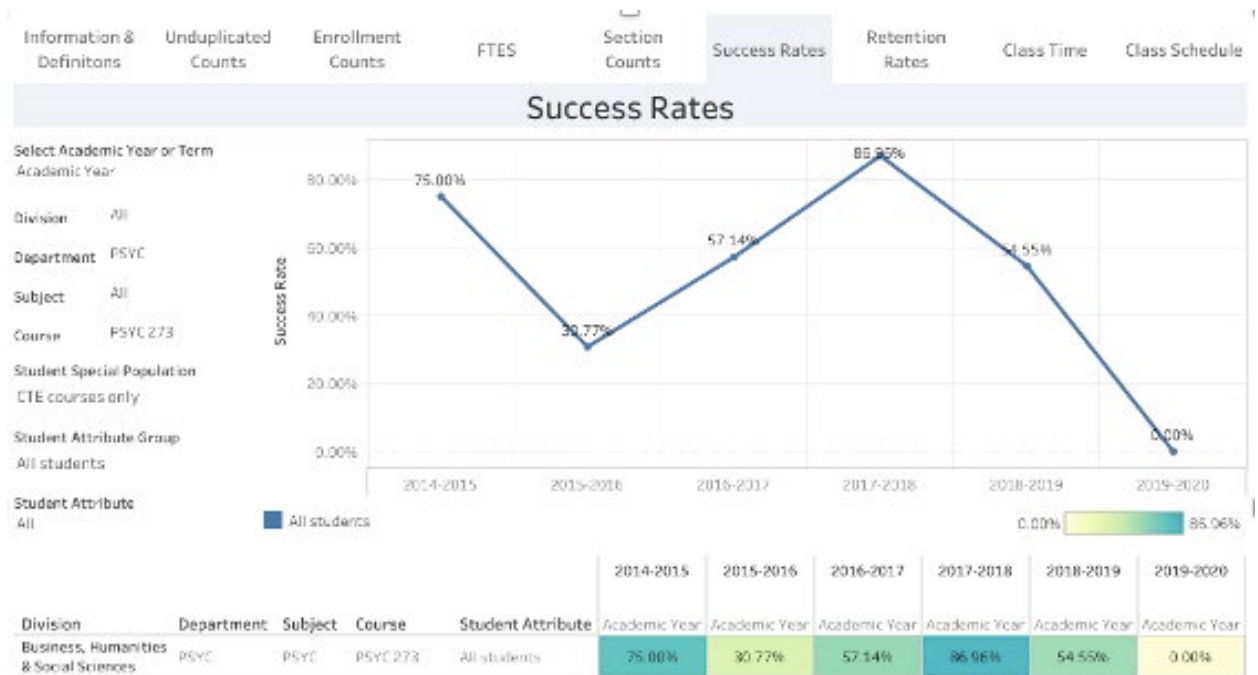 Information & Definitons
Unduplicated Counts
Enrollment Counts
FTES
Section Counts
Success Rates
Retention Rates
Class Time
Class Schedule
Success Rates
Select Academic Year or Term
Academic Year
Division All
Department PSYC
Subject All
Course PSYC 273
Student Special Population
CTE courses only
Student Attribute Group
All students
Student Attribute
All
Success Rate
80.00%
60.00%
40.00%
20.00%
0.00%
75.00%
30.77%
57.14%
86.96%
54.55%
0.00%
2014-2015 2015-2016 2016-2017 2017-2018 2018-2019 2019-2020
All students
0.00% 86.96%
2014-2015 2015-2016 2016-2017 2017-2018 2018-2019 2019-2020
Division Department Subject Course Student Attribute Academic Year Academic Year Academic Year Academic Year Academic Year Academic Year
Business, Humanities
& Social Sciences
PSYC PSYC PSYC 273 All students 75.00% 30.77% 57.14% 86.96% 54.55% 0.00%